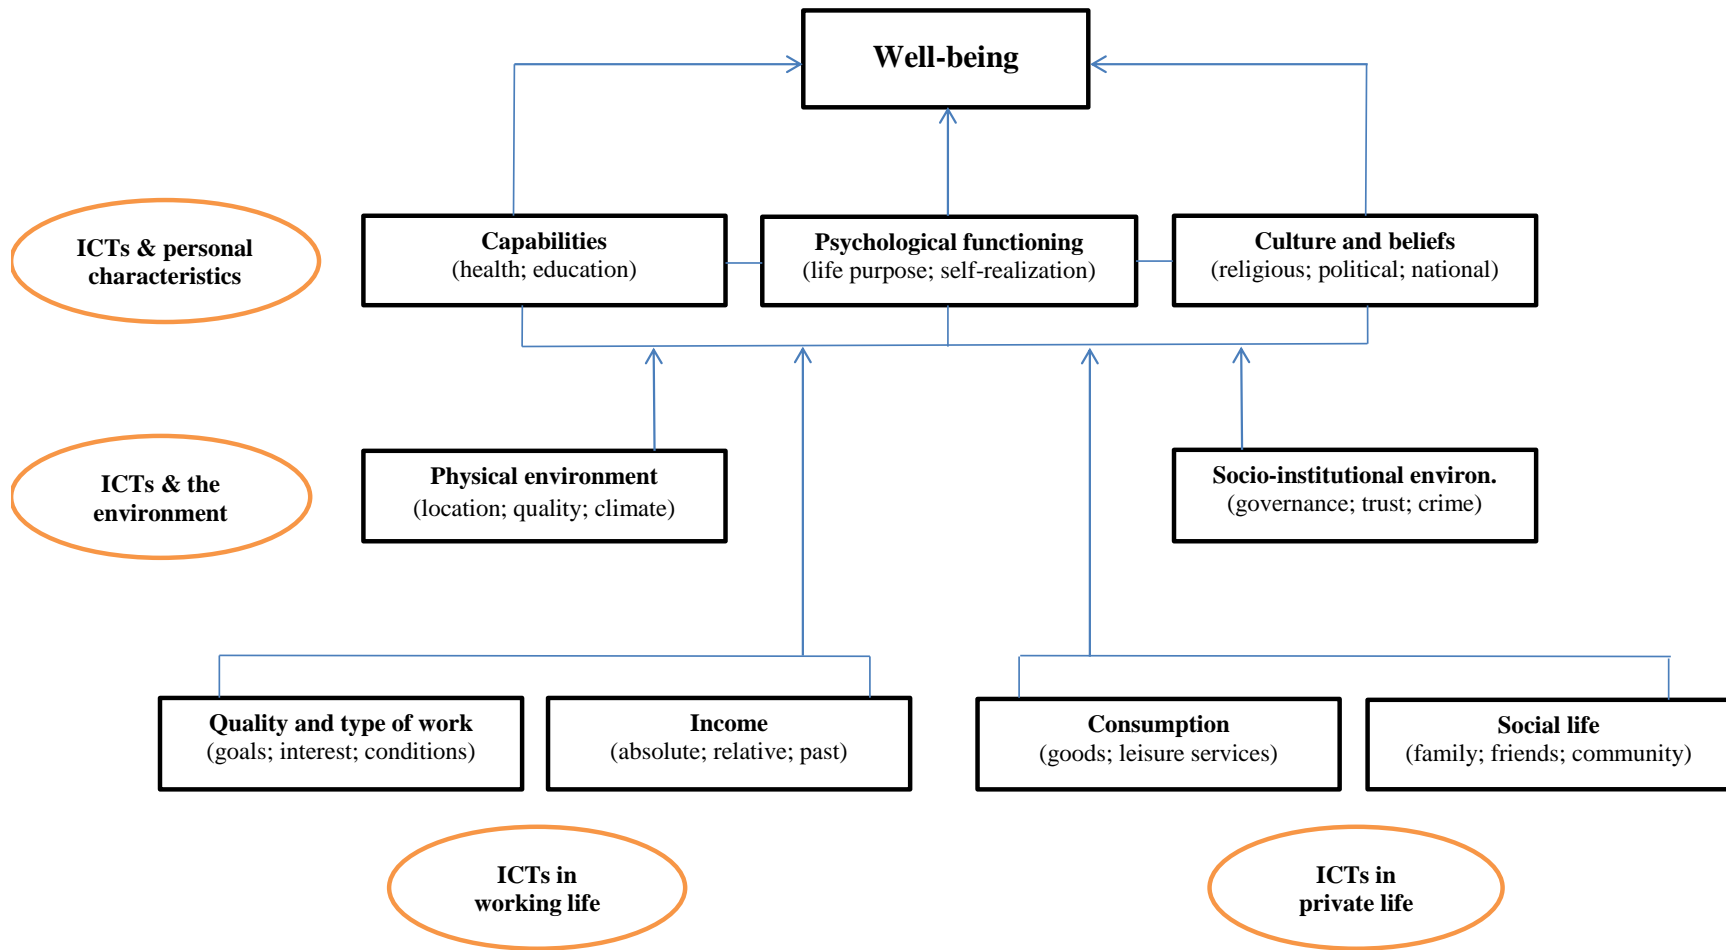 Well-being
ICTs & personal
characteristics
Capabilities
(health; education)
Psychological functioning
(life purpose; self-realization)
Culture and beliefs
(religious; political; national)
ICTs & the
environment
Physical environment
(location; quality; climate)
Socio-institutional environ.
(governance; trust; crime)
Quality and type of work
(goals; interest; conditions)
Income
(absolute; relative; past)
Consumption
(goods; leisure services)
Social life
(family; friends; community)
ICTs in
working life
ICTs in
private life